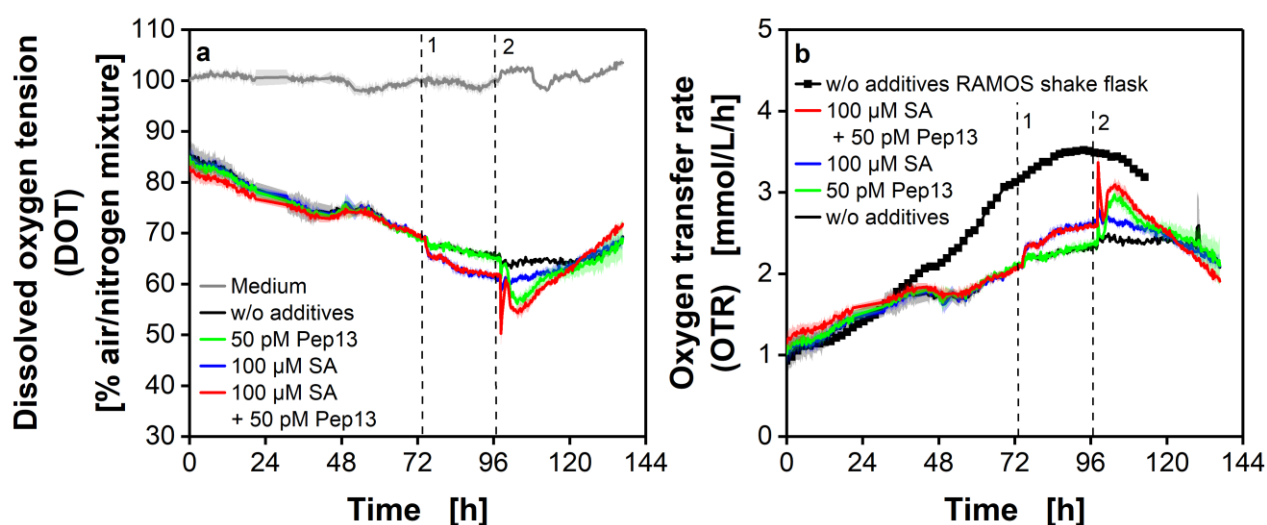 Dissolved oxygen tension
(DOT)
[% air/nitrogen mixture]
110
100
90
80
70
60
50
40
30
a
1
2
Medium
w/o additives
50 pM Pep13
100 µM SA
100 µM SA
+ 50 pM Pep13
0
24
48
72
96
120
144
Time [h]
Oxygen transfer rate
(OTR) [mmol/L/h]
5
4
3
2
1
0
b
w/o additives RAMOS shake flask
100 µM SA
+ 50 pM Pep13
100 µM SA
50 pM Pep13
w/o additives
1
2
0
24
48
72
96
120
144
Time [h]